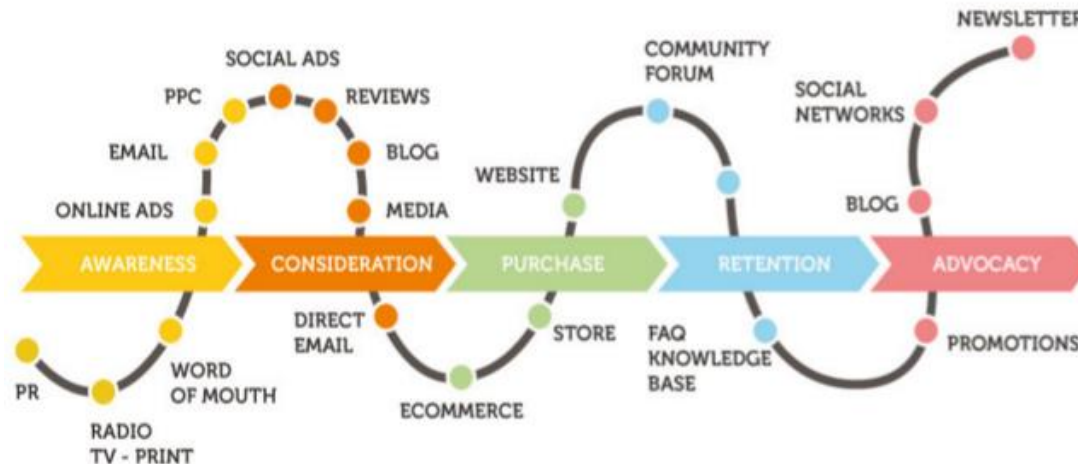 NEWSLETTER
COMMUNITY
FORUM
SOCIAL ADS
SOCIAL
NETWORKS
PPC
REVIEWS
EMAIL
BLOG
WEBSITE
ONLINE ADS
MEDIA
BLOG
AWARENESS
CONSIDERATION
PURCHASE
RETENTION
ADVOCACY
DIRECT
EMAIL
STORE
FAQ
KNOWLEDGE
BASE
PROMOTIONS
PR
WORD
OF MOUTH
ECOMMERCE
RADIO
TV - PRINT